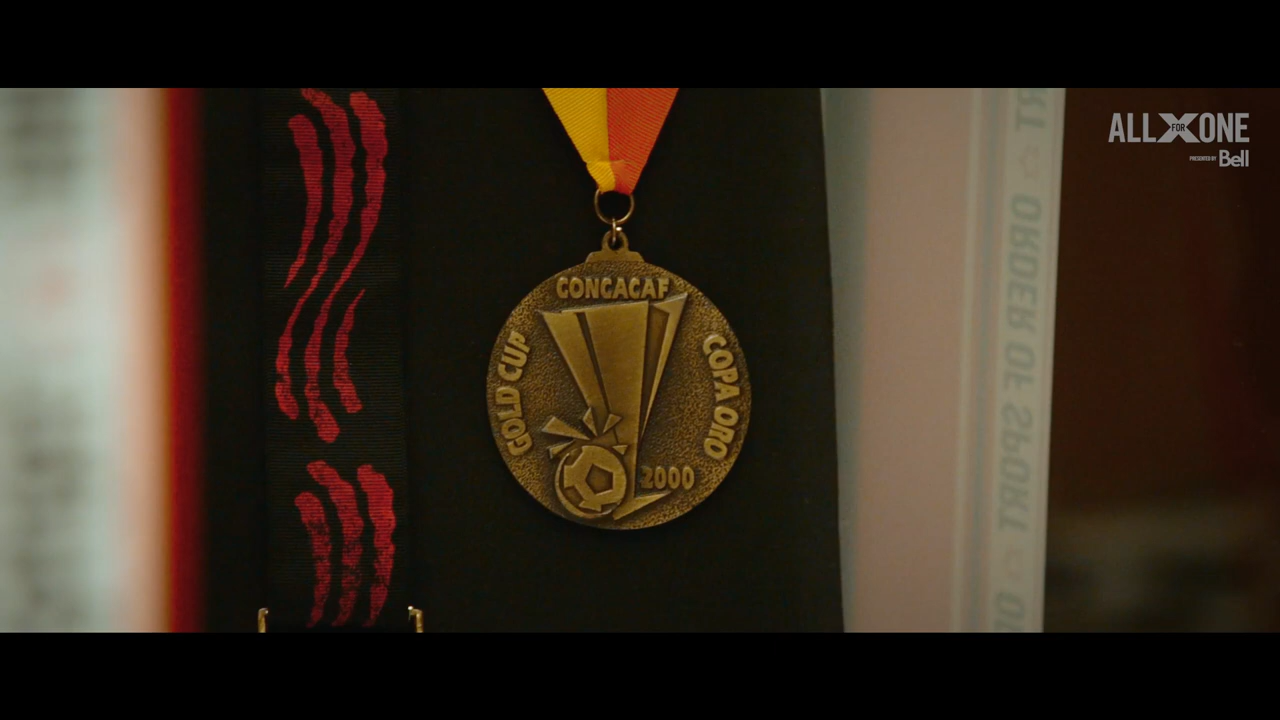 ALL FOR ONE
PRESENTED BY Bell
CONCACAF
GOLD CUP
COPA ORO
2000
ORDER OF SPORT